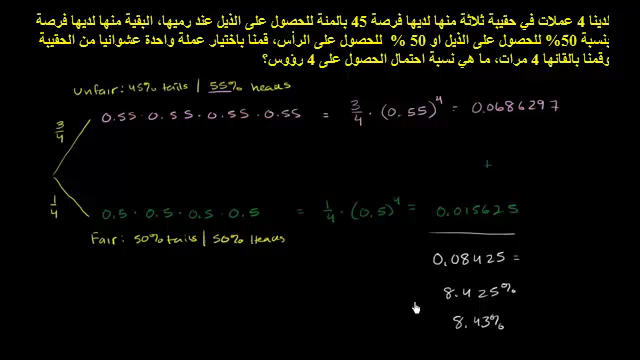 لدينا 4 عملات في حقيبة ثلاثة منها لديها فرصة 45 بالمئة للحصول على الذيل عند رميها، البقية منها لديها فرصة
بنسبة 50% للحصول على الذيل او 50 % للحصول على الرأس، قمنا باختيار عملة واحدة عشوائيا من الحقيبة
وقمنا بالقائها 4 مرات، ما هي نسبة احتمال الحصول على 4 رؤوس؟
Unfair: 45% tails | 55% heads
3/4 0.55 · 0.55 · 0.55 · 0.55 = 3/4 · (0.55)^4 = 0.0686297
+
1/4 0.5 · 0.5 · 0.5 · 0.5 = 1/4 · (0.5)^4 = 0.015625
Fair: 50% tails | 50% Heads
0.08425 =
8.425%
8.43%